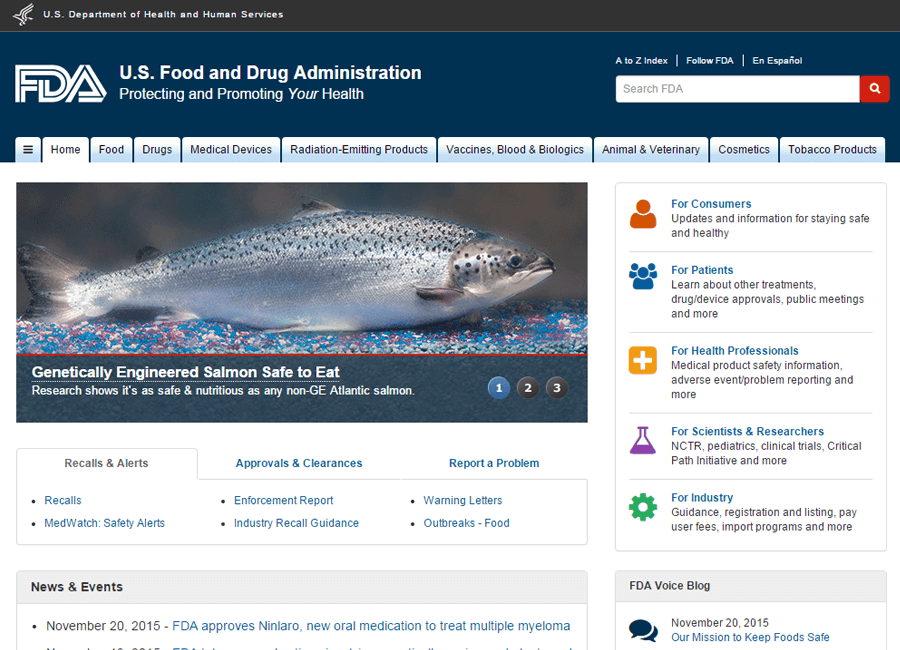 U.S. Department of Health and Human Services
FDA
U.S. Food and Drug Administration
Protecting and Promoting Your Health
A to Z Index
Follow FDA
En Español
Search FDA
Home
Food
Drugs
Medical Devices
Radiation-Emitting Products
Vaccines, Blood & Biologics
Animal & Veterinary
Cosmetics
Tobacco Products
Genetically Engineered Salmon Safe to Eat
Research shows it's as safe & nutritious as any non-GE Atlantic salmon.
1 2 3
For Consumers
Updates and information for staying safe
and healthy
For Patients
Learn about other treatments,
drug/device approvals, public meetings
and more
For Health Professionals
Medical product safety information,
adverse event/problem reporting and
more
For Scientists & Researchers
NCTR, pediatrics, clinical trials, Critical
Path Initiative and more
For Industry
Guidance, registration and listing, pay
user fees, import programs and more
Recalls & Alerts
Approvals & Clearances
Report a Problem
Recalls
MedWatch: Safety Alerts
Enforcement Report
Industry Recall Guidance
Warning Letters
Outbreaks - Food
News & Events
November 20, 2015 - FDA approves Ninlaro, new oral medication to treat multiple myeloma
FDA Voice Blog
November 20, 2015
Our Mission to Keep Foods Safe